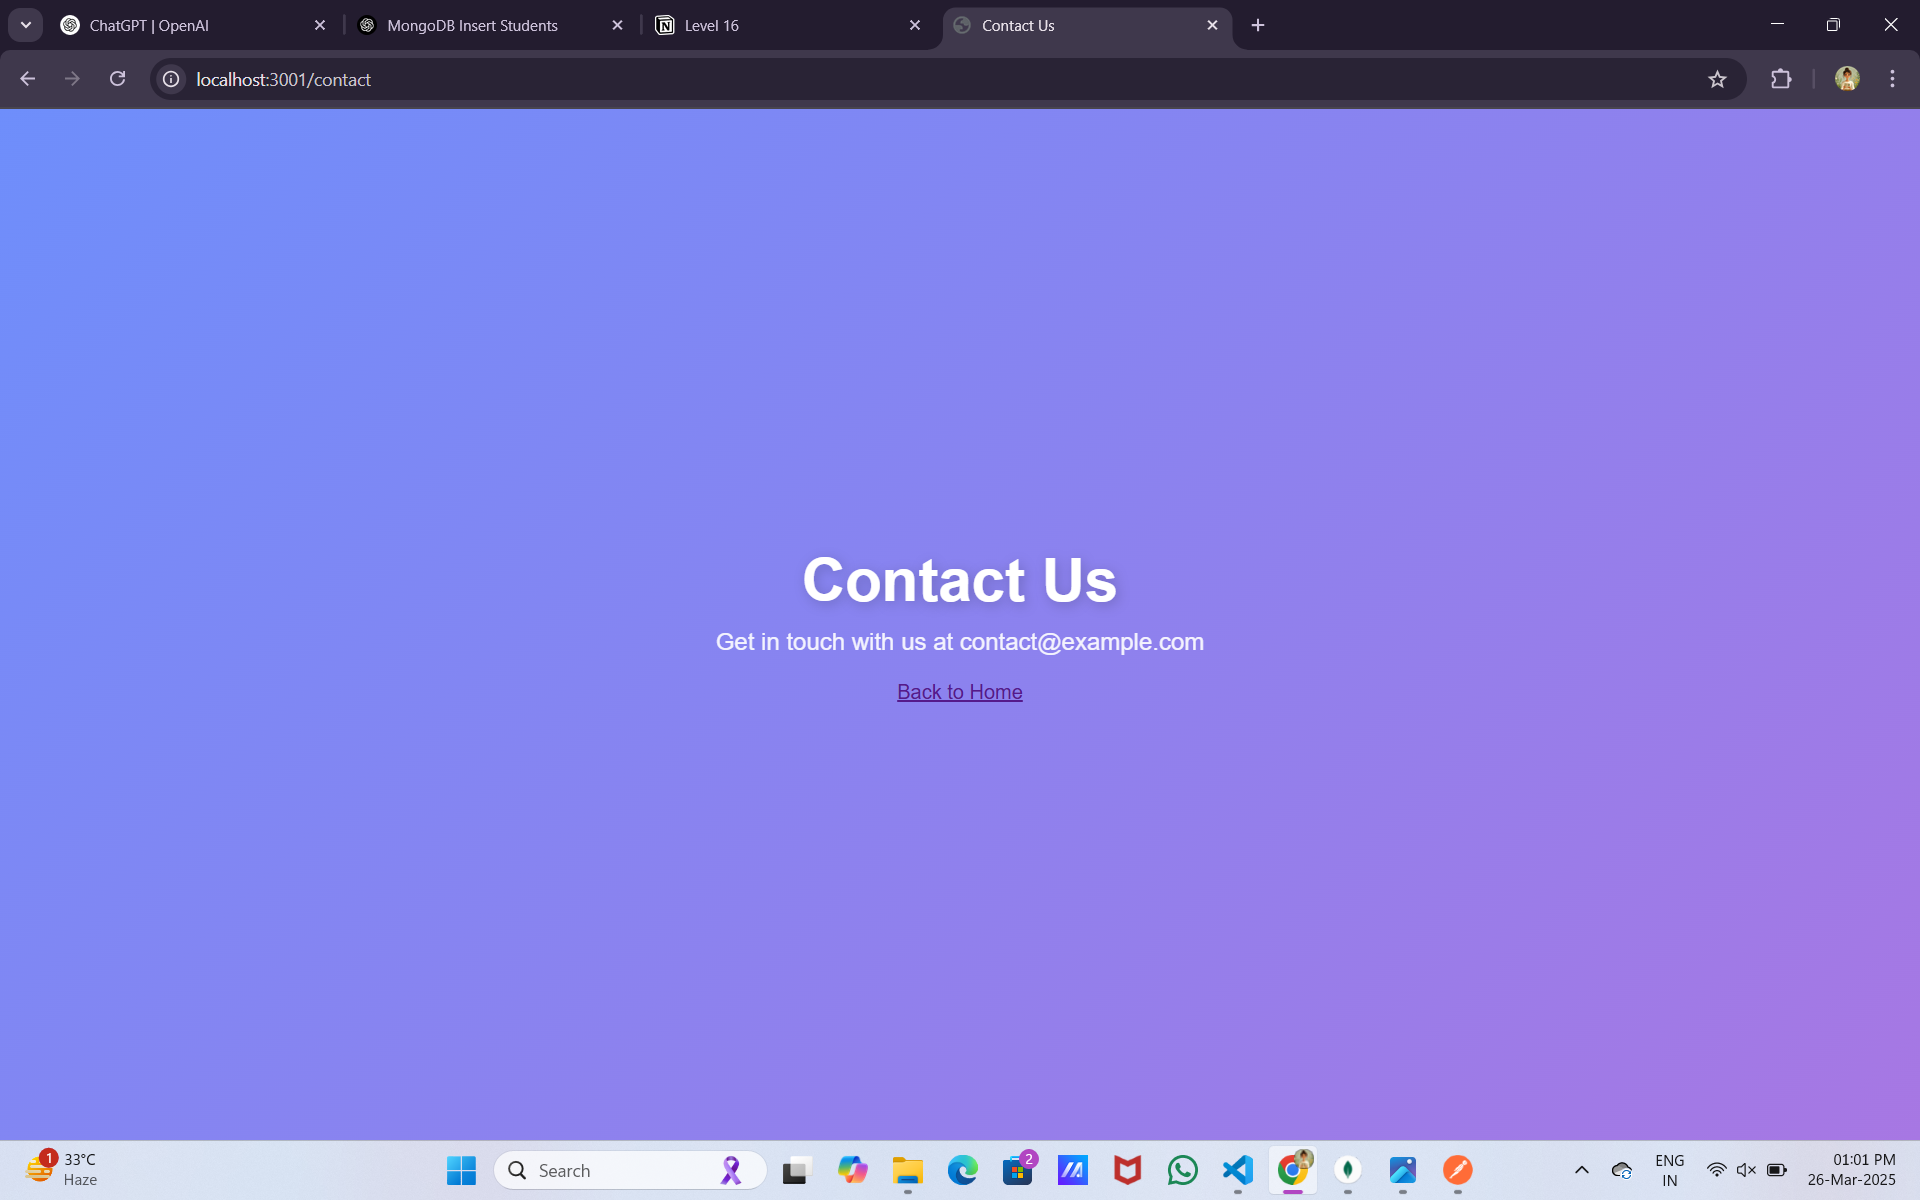 ChatGPT | OpenAI
MongoDB Insert Students
Level 16
Contact Us
localhost:3001/contact
Contact Us
Get in touch with us at contact@example.com
Back to Home
1
33°C
Haze
Search
2
ENG
IN
01:01 PM
26-Mar-2025